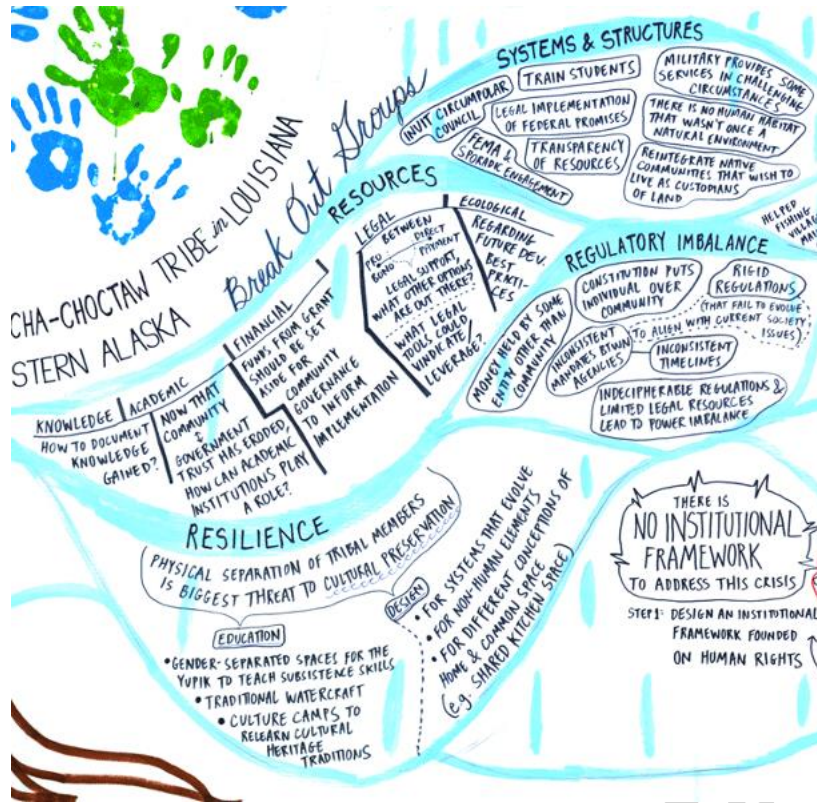 CHA-CHOCTAW TRIBE in LOUISIANA
STERN ALASKA
Break Out Groups
SYSTEMS & STRUCTURES
INUIT CIRCUMPOLAR
COUNCIL
TRAIN STUDENTS
LEGAL IMPLEMENTATION
OF FEDERAL PROMISES
FEMA &
SPORADIC ENGAGEMENT
TRANSPARENCY
OF RESOURCES
MILITARY PROVIDES SOME
SERVICES IN CHALLENGING
CIRCUMSTANCES
THERE IS NO HUMAN HABITAT
THAT WASN'T ONCE A
NATURAL ENVIRONMENT
REINTEGRATE NATIVE
COMMUNITIES THAT WISH TO
LIVE AS CUSTODIANS
OF LAND
RESOURCES
KNOWLEDGE
HOW TO DOCUMENT
KNOWLEDGE
GAINED?
ACADEMIC
NOW THAT
COMMUNITY
&
GOVERNMENT
TRUST HAS ERODED,
HOW CAN ACADEMIC
INSTITUTIONS PLAY
A ROLE?
FINANCIAL
FUNDS FROM GRANT
SHOULD BE SET
ASIDE FOR
COMMUNITY
GOVERNANCE
TO INFORM
IMPLEMENTATION
LEGAL
BETWEEN
PRO
BONO
DIRECT
PAYMENT
LEGAL SUPPORT,
WHAT OTHER OPTIONS
ARE OUT THERE?
WHAT LEGAL
TOOLS COULD
VINDICATE/
LEVERAGE?
ECOLOGICAL
REGARDING
FUTURE DEV.
BEST
PRACTI-
CES
HELPED
FISHING
VILLAG
MAI
REGULATORY IMBALANCE
MONEY HELD BY SOME
ENTITY OTHER THAN
COMMUNITY
CONSTITUTION PUTS
INDIVIDUAL OVER
COMMUNITY
RIGID
REGULATIONS
(THAT FAIL TO EVOLVE
TO ALIGN WITH CURRENT SOCIETY
ISSUES)
INCONSISTENT
MANDATES BTWN
AGENCIES
INCONSISTENT
TIMELINES
INDECIPHERABLE REGULATIONS &
LIMITED LEGAL RESOURCES
LEAD TO POWER IMBALANCE
RESILIENCE
PHYSICAL SEPARATION OF TRIBAL MEMBERS
IS BIGGEST THREAT TO CULTURAL PRESERVATION
EDUCATION
• GENDER-SEPARATED SPACES FOR THE
YUPIK TO TEACH SUBSISTENCE SKILLS
• TRADITIONAL WATERCRAFT
• CULTURE CAMPS TO
RELEARN CULTURAL
HERITAGE
TRADITIONS
DESIGN
• FOR SYSTEMS THAT EVOLVE
• FOR NON-HUMAN ELEMENTS
• FOR DIFFERENT CONCEPTIONS OF
HOME & COMMON SPACE
(e.g. SHARED KITCHEN SPACE)
THERE IS
NO INSTITUTIONAL
FRAMEWORK
TO ADDRESS THIS CRISIS
STEP 1: DESIGN AN INSTITUTIONAL
FRAMEWORK FOUNDED
ON HUMAN RIGHTS